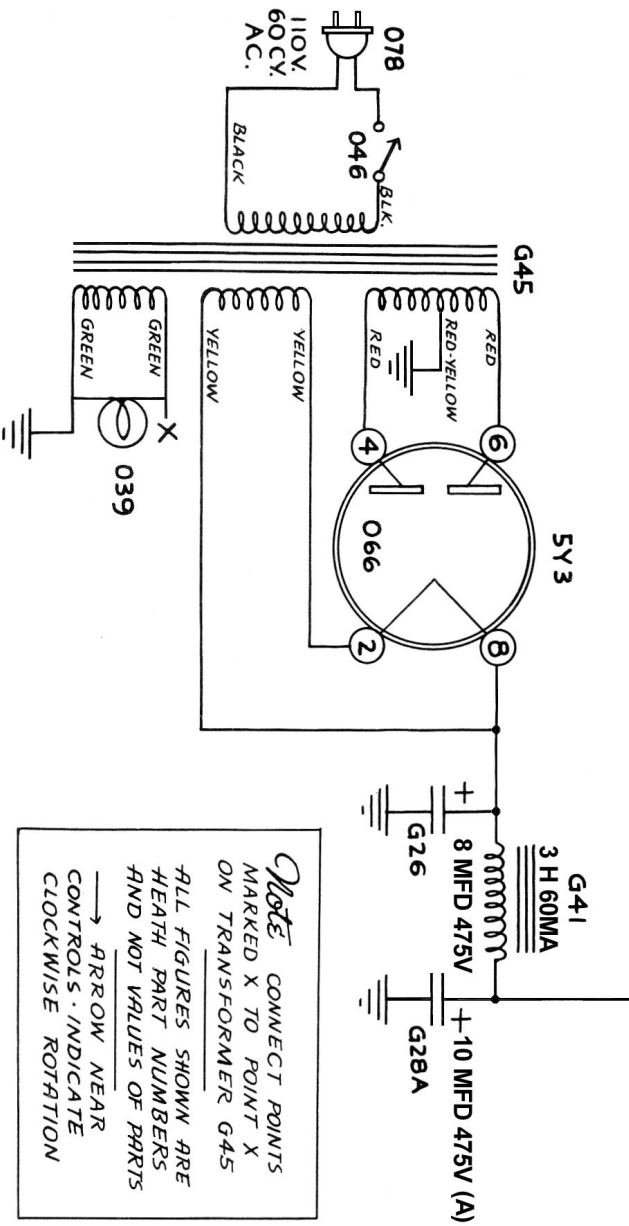 078
110V.
60 CY.
AC.
046
BLK.
BLACK
G45
RED
RED-YELLOW
RED
YELLOW
YELLOW
GREEN
GREEN
X
039
6
4
5Y3
066
8
2
G41
3 H 60MA
+
8 MFD 475V
G26
+ 10 MFD 475V (A)
G28A
Note CONNECT POINTS
MARKED X TO POINT X
ON TRANSFORMER G45
ALL FIGURES SHOWN ARE
HEATH PART NUMBERS
AND NOT VALUES OF PARTS
→ ARROW NEAR
CONTROLS · INDICATE
CLOCKWISE ROTATION